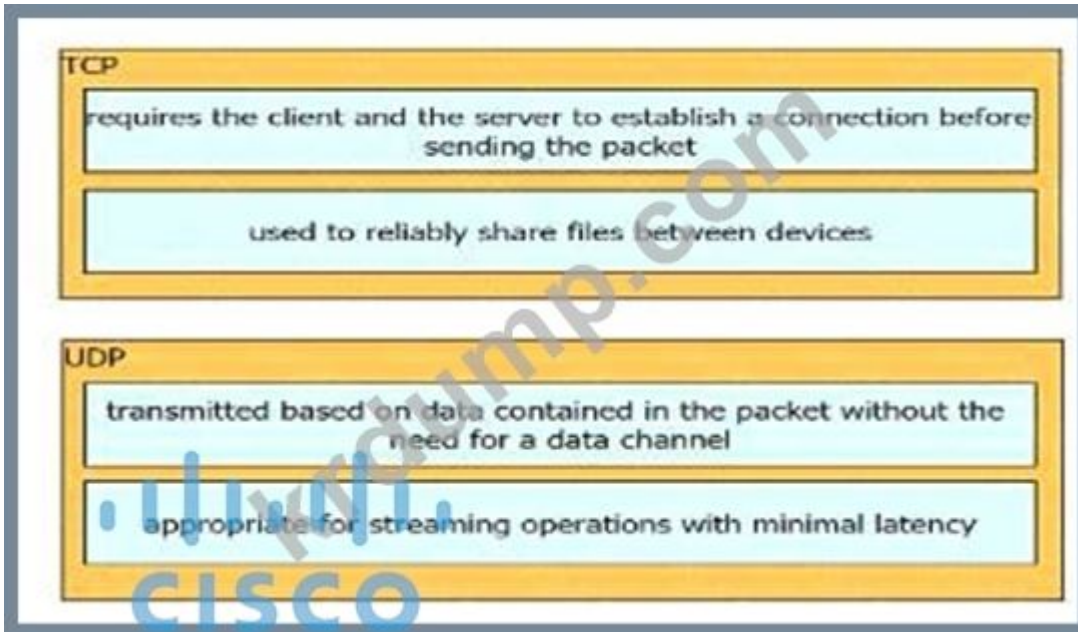 TCP
requires the client and the server to establish a connection before
sending the packet
used to reliably share files between devices
UDP
transmitted based on data contained in the packet without the
need for a data channel
appropriate for streaming operations with minimal latency
krdump.com
CISCO